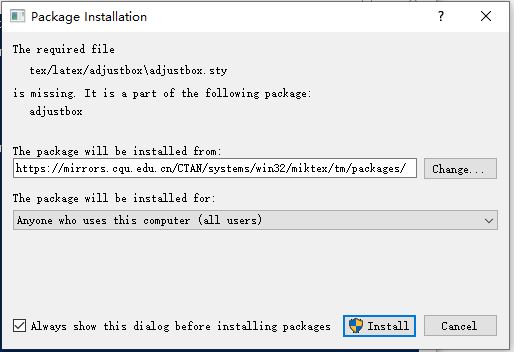 Package Installation
?
The required file
tex/latex/adjustbox\adjustbox.sty
is missing. It is a part of the following package:
adjustbox
The package will be installed from:
https://mirrors.cqu.edu.cn/CTAN/systems/win32/miktex/tm/packages/
Change...
The package will be installed for:
Anyone who uses this computer (all users)
Always show this dialog before installing packages
Install
Cancel